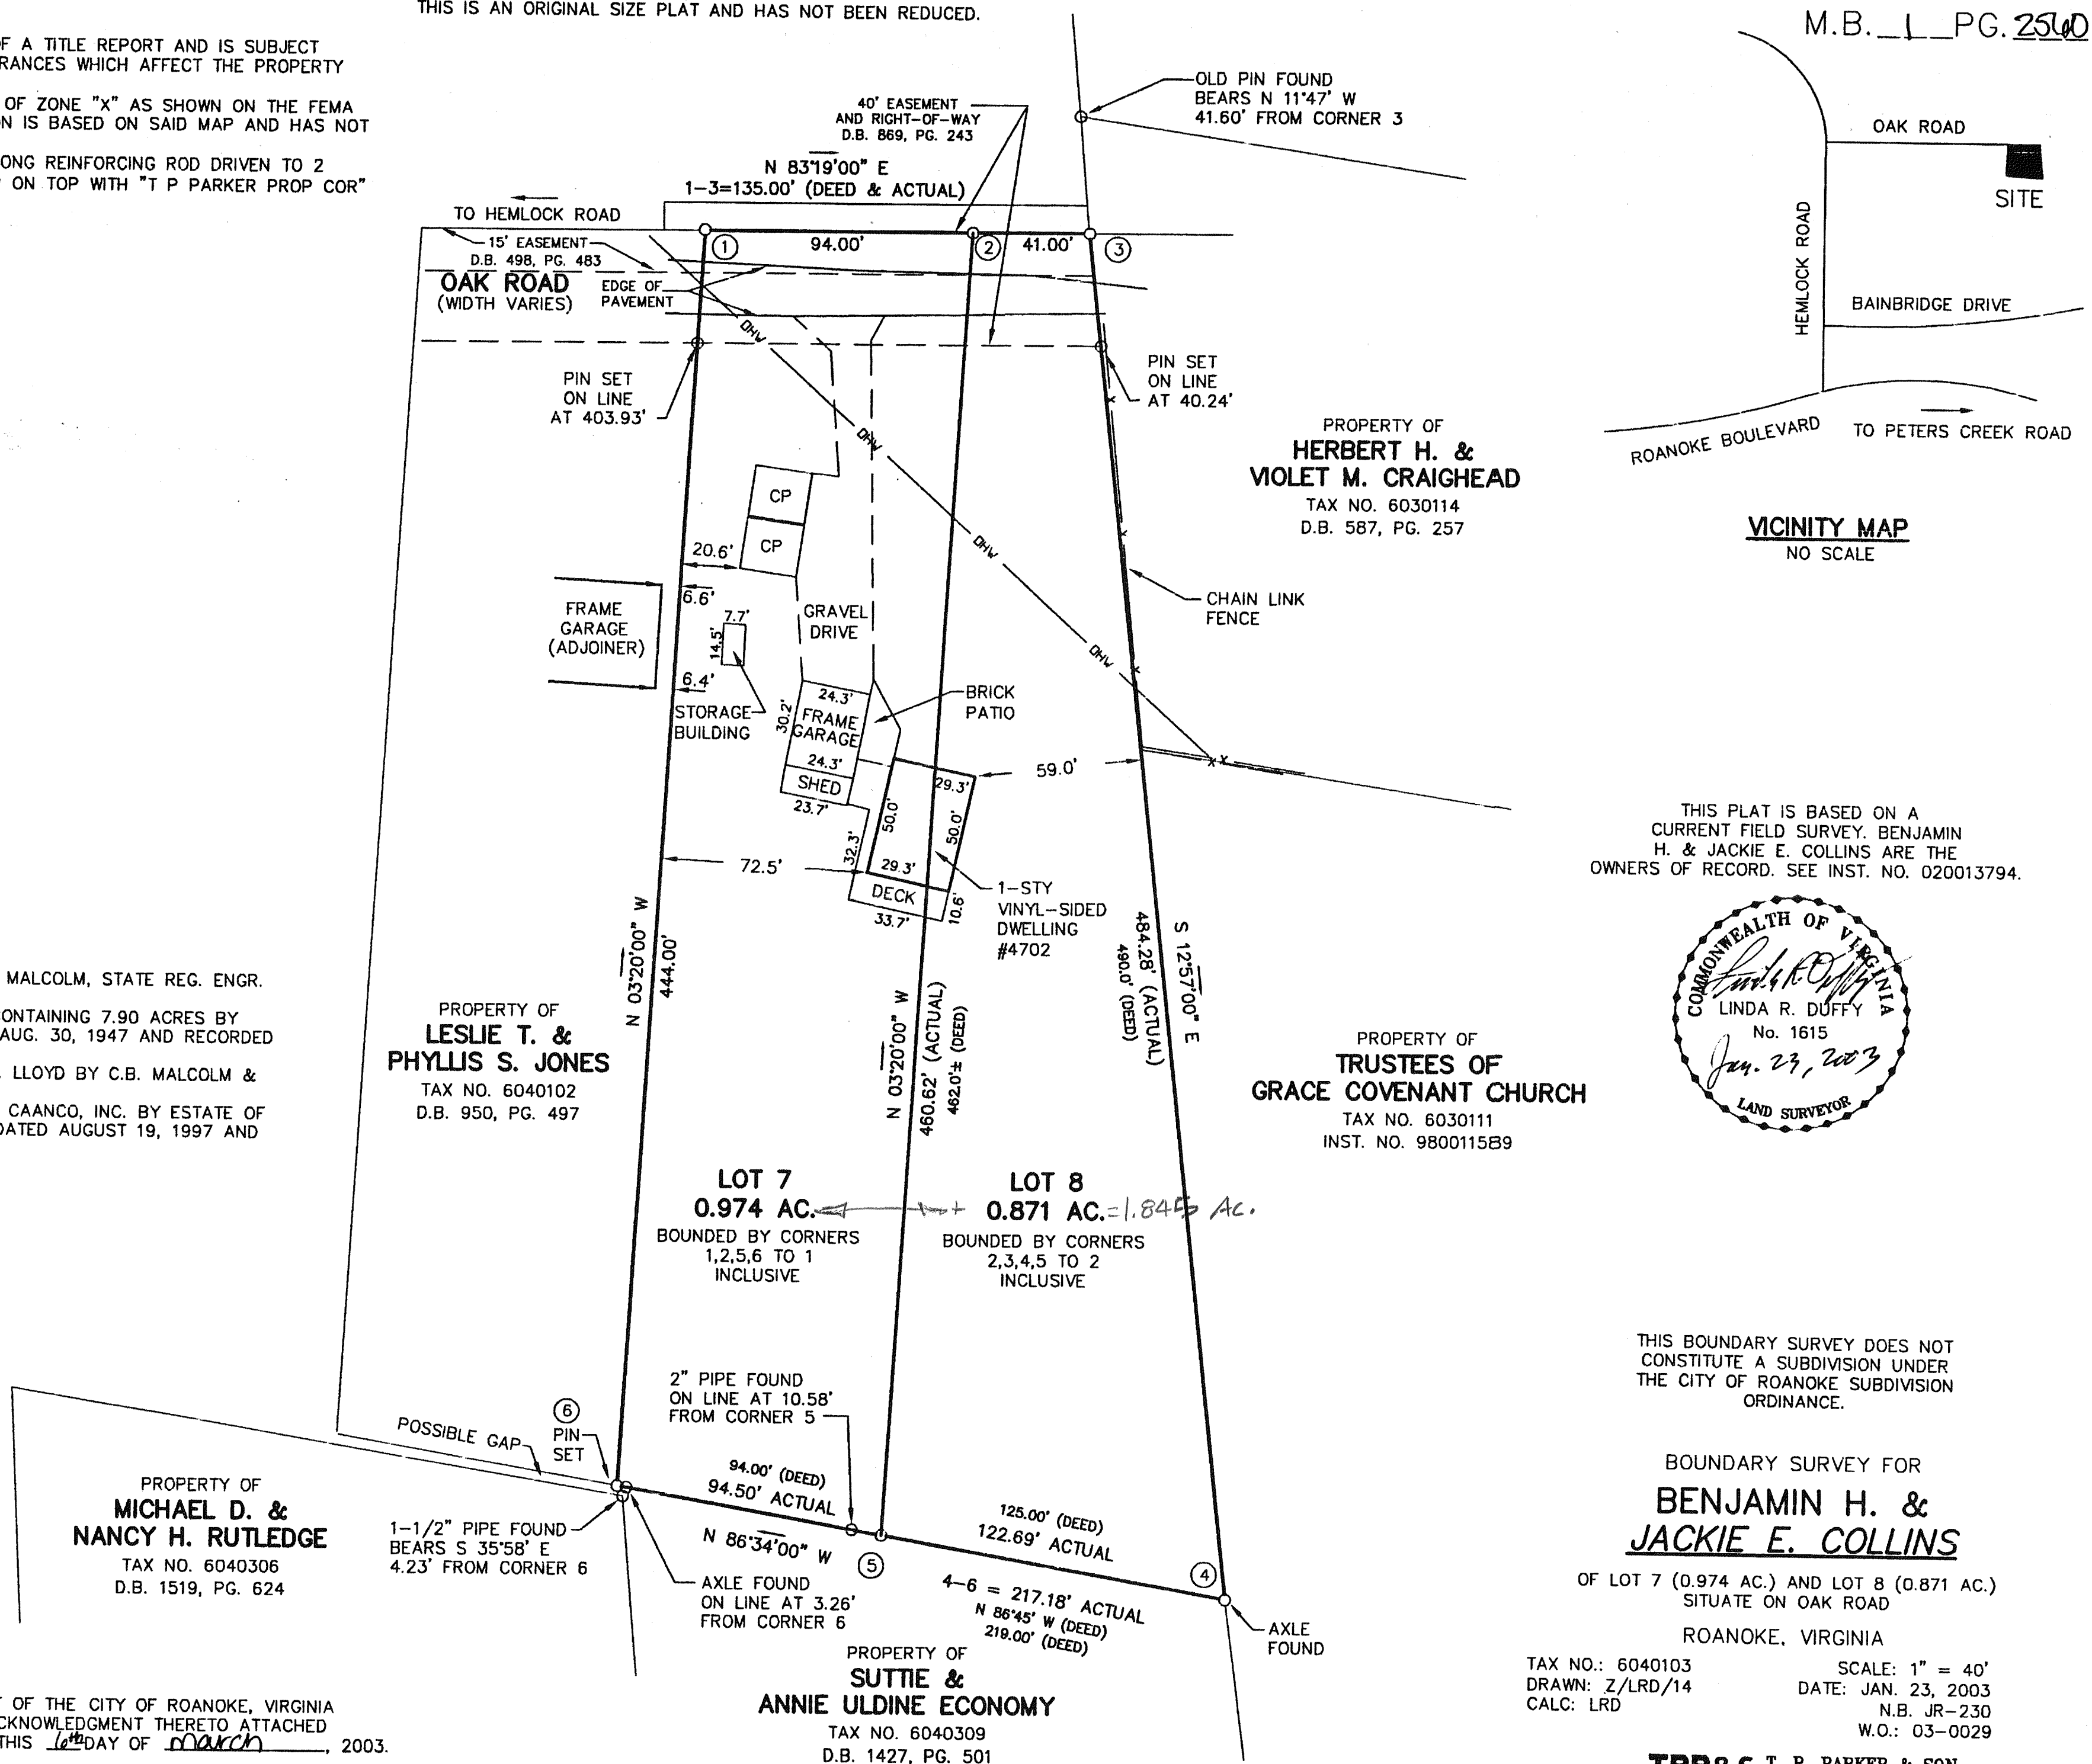 THIS IS AN ORIGINAL SIZE PLAT AND HAS NOT BEEN REDUCED.
M.B. 1 PG. 2560
OF A TITLE REPORT AND IS SUBJECT
RANCES WHICH AFFECT THE PROPERTY
OF ZONE "X" AS SHOWN ON THE FEMA
N IS BASED ON SAID MAP AND HAS NOT
ONG REINFORCING ROD DRIVEN TO 2
ON TOP WITH "T P PARKER PROP COR"
40' EASEMENT
AND RIGHT-OF-WAY
D.B. 869, PG. 243
OLD PIN FOUND
BEARS N 11°47' W
41.60' FROM CORNER 3
N 83°19'00" E
1-3=135.00' (DEED & ACTUAL)
TO HEMLOCK ROAD
15' EASEMENT
D.B. 498, PG. 483
OAK ROAD
(WIDTH VARIES)
EDGE OF
PAVEMENT
1
94.00'
2
41.00'
3
OHW
PIN SET
ON LINE
AT 403.93'
PIN SET
ON LINE
AT 40.24'
OAK ROAD
SITE
HEMLOCK ROAD
BAINBRIDGE DRIVE
ROANOKE BOULEVARD
TO PETERS CREEK ROAD
VICINITY MAP
NO SCALE
PROPERTY OF
HERBERT H. &
VIOLET M. CRAIGHEAD
TAX NO. 6030114
D.B. 587, PG. 257
OHW
CP
CP
OHW
20.6'
6.6'
FRAME
GARAGE
(ADJOINER)
7.7'
14.5'
GRAVEL
DRIVE
CHAIN LINK
FENCE
OHW
6.4'
STORAGE
BUILDING
BRICK
PATIO
24.3'
30.2'
FRAME
GARAGE
24.3'
SHED
23.7'
59.0'
29.3'
50.0'
50.0'
32.3'
29.3'
72.5'
DECK
33.7'
10.6'
1-STY
VINYL-SIDED
DWELLING
#4702
THIS PLAT IS BASED ON A
CURRENT FIELD SURVEY. BENJAMIN
H. & JACKIE E. COLLINS ARE THE
OWNERS OF RECORD. SEE INST. NO. 020013794.
COMMONWEALTH OF VIRGINIA
Linda R. Duffy
LINDA R. DUFFY
No. 1615
Jan. 23, 2003
LAND SURVEYOR
N 03°20'00" W
444.00'
N 03°20'00" W
460.62' (ACTUAL)
462.0'± (DEED)
S 12°57'00" E
484.28' (ACTUAL)
490.0' (DEED)
MALCOLM, STATE REG. ENGR.
ONTAINING 7.90 ACRES BY
AUG. 30, 1947 AND RECORDED
LLOYD BY C.B. MALCOLM &
CAANCO, INC. BY ESTATE OF
DATED AUGUST 19, 1997 AND
PROPERTY OF
LESLIE T. &
PHYLLIS S. JONES
TAX NO. 6040102
D.B. 950, PG. 497
PROPERTY OF
TRUSTEES OF
GRACE COVENANT CHURCH
TAX NO. 6030111
INST. NO. 980011589
LOT 7
0.974 AC.
BOUNDED BY CORNERS
1,2,5,6 TO 1
INCLUSIVE
+
LOT 8
0.871 AC. =1.845 AC.
BOUNDED BY CORNERS
2,3,4,5 TO 2
INCLUSIVE
THIS BOUNDARY SURVEY DOES NOT
CONSTITUTE A SUBDIVISION UNDER
THE CITY OF ROANOKE SUBDIVISION
ORDINANCE.
2" PIPE FOUND
ON LINE AT 10.58'
FROM CORNER 5
6
PIN
SET
POSSIBLE GAP
94.00' (DEED)
94.50' ACTUAL
N 86°34'00" W
5
125.00' (DEED)
122.69' ACTUAL
4
4-6 = 217.18' ACTUAL
N 86°45' W (DEED)
219.00' (DEED)
PROPERTY OF
MICHAEL D. &
NANCY H. RUTLEDGE
TAX NO. 6040306
D.B. 1519, PG. 624
1-1/2" PIPE FOUND
BEARS S 35°58' E
4.23' FROM CORNER 6
AXLE FOUND
ON LINE AT 3.26'
FROM CORNER 6
AXLE
FOUND
PROPERTY OF
SUTTIE &
ANNIE ULDINE ECONOMY
TAX NO. 6040309
D.B. 1427, PG. 501
BOUNDARY SURVEY FOR
BENJAMIN H. &
JACKIE E. COLLINS
OF LOT 7 (0.974 AC.) AND LOT 8 (0.871 AC.)
SITUATE ON OAK ROAD
ROANOKE, VIRGINIA
TAX NO.: 6040103
DRAWN: Z/LRD/14
CALC: LRD
SCALE: 1" = 40'
DATE: JAN. 23, 2003
N.B. JR-230
W.O.: 03-0029
OF THE CITY OF ROANOKE, VIRGINIA
CKNOWLEDGMENT THERETO ATTACHED
THIS 6th DAY OF March, 2003.
T. P. PARKER & SON